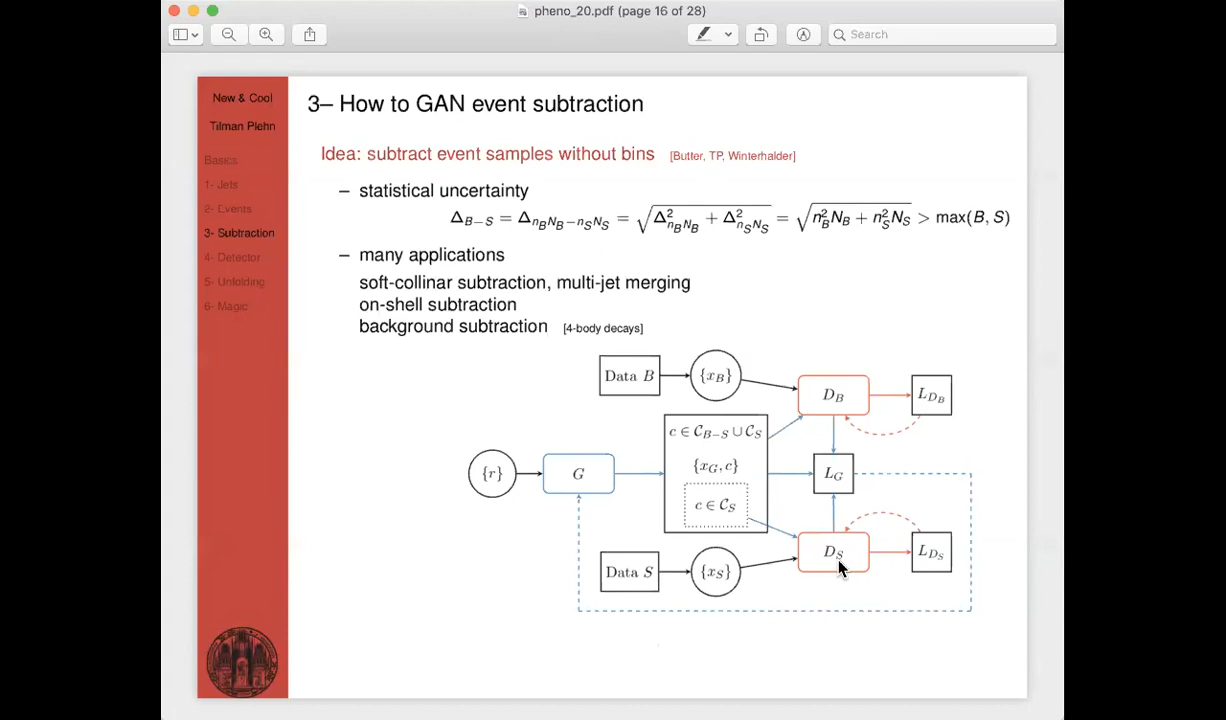 pheno_20.pdf (page 16 of 28)
Search
New & Cool
Tilman Plehn
Basics
1- Jets
2- Events
3- Subtraction
4- Detector
5- Unfolding
6- Magic
3– How to GAN event subtraction
Idea: subtract event samples without bins [Butter, TP, Winterhalder]
– statistical uncertainty
Δ_{B−S} = Δ_{n_B N_B − n_S N_S} = √(Δ²_{n_B N_B} + Δ²_{n_S N_S}) = √(n²_B N_B + n²_S N_S) > max(B, S)
– many applications
soft-collinar subtraction, multi-jet merging
on-shell subtraction
background subtraction [4-body decays]
Data B
{x_B}
D_B
L_{D_B}
c ∈ C_{B−S} ∪ C_S
{r}
G
{x_G, c}
L_G
c ∈ C_S
Data S
{x_S}
D_S
L_{D_S}